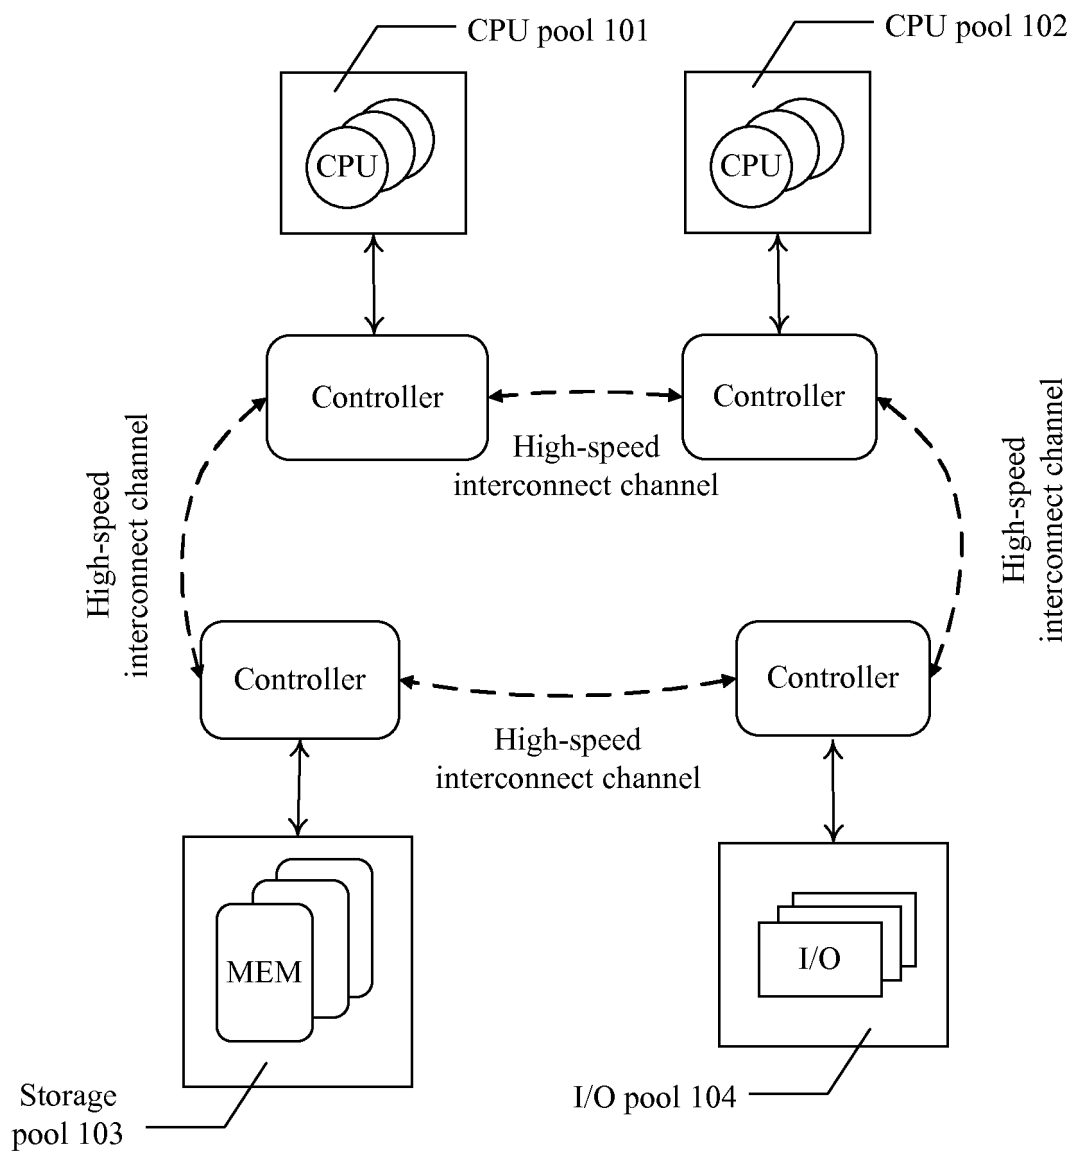 CPU pool 101
CPU pool 102
CPU
CPU
Controller
Controller
High-speed
interconnect channel
High-speed
interconnect channel
High-speed
interconnect channel
Controller
Controller
High-speed
interconnect channel
MEM
I/O
Storage
pool 103
I/O pool 104